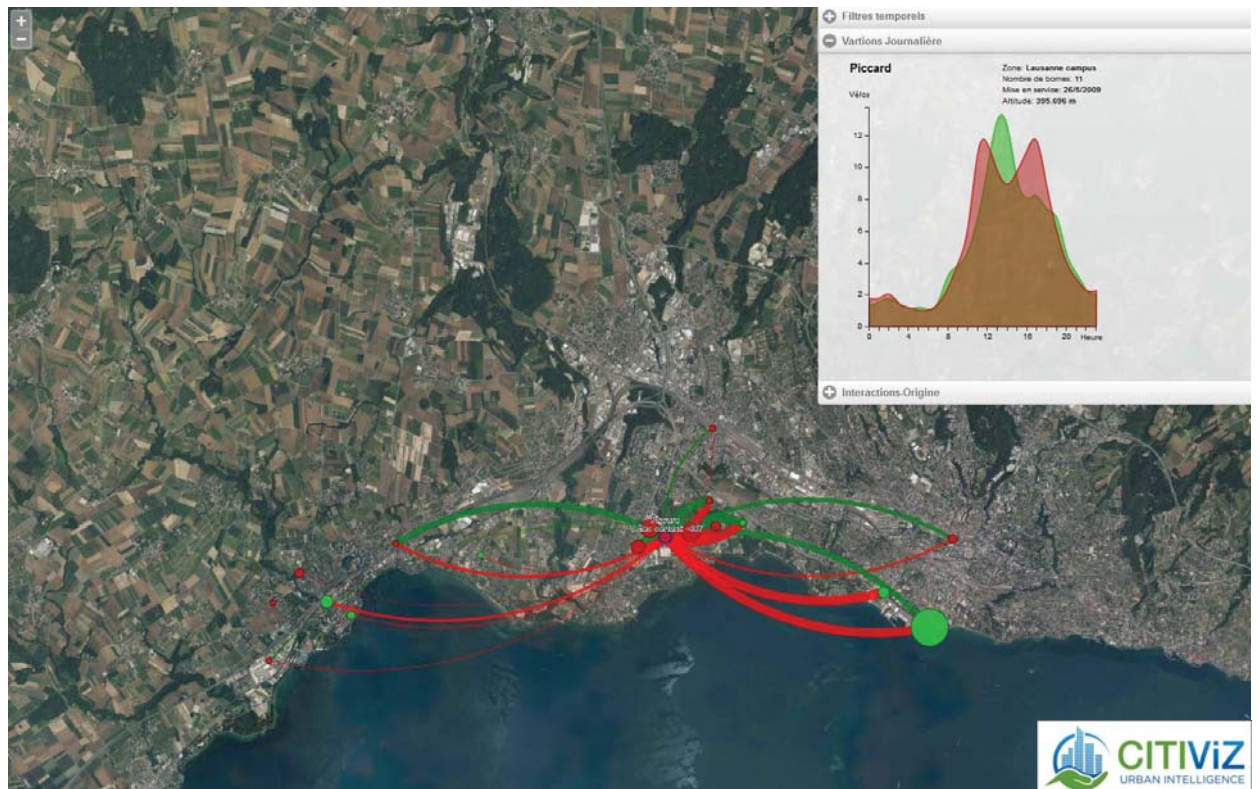 +
−
Filtres temporels
Vartions Journalière
Piccard
Zone: Lausanne campus
Nombre de bornes: 11
Mise en service: 26/5/2009
Altitude: 395.696 m
Vélos
12
10
8
6
4
2
0
0 4 8 12 16 20 Heure
Interactions-Origine
CITIViZ
URBAN INTELLIGENCE